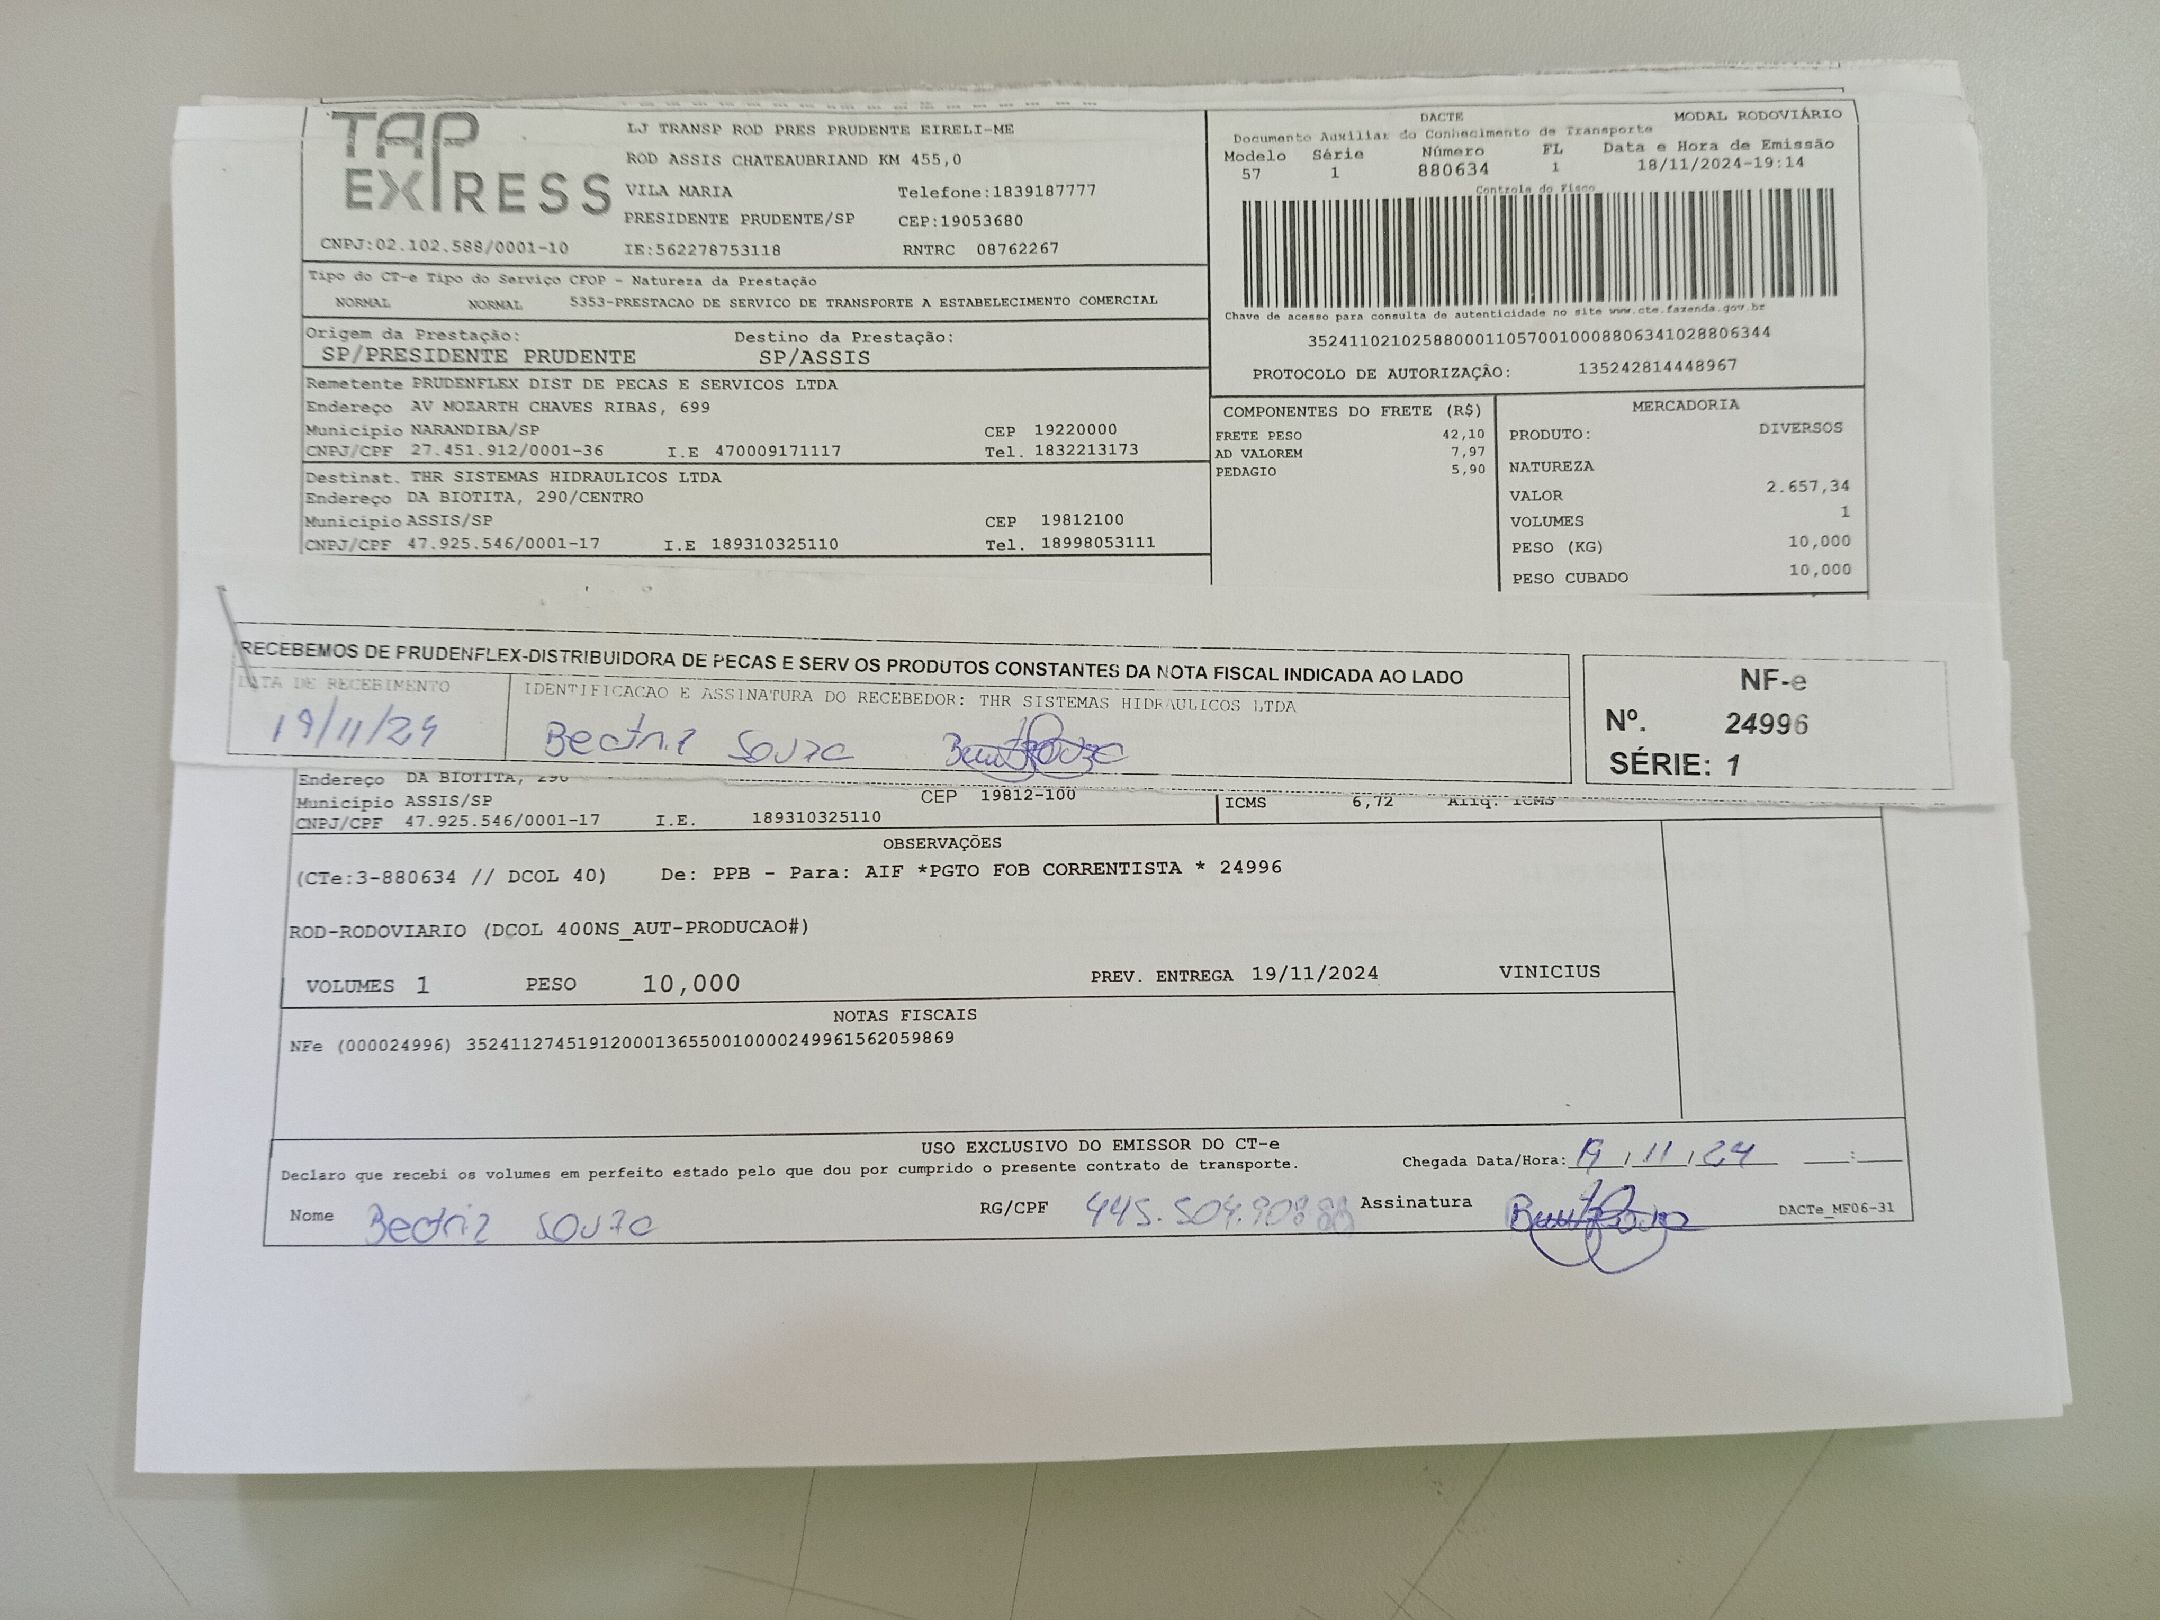 TAP EXPRESS
LJ TRANSP ROD PRES PRUDENTE EIRELI-ME
ROD ASSIS CHATEAUBRIAND KM 455,0
VILA MARIA Telefone:1839187777
PRESIDENTE PRUDENTE/SP CEP:19053680
CNPJ:02.102.588/0001-10 IE:562278753118 RNTRC 08762267
DACTE MODAL RODOVIÁRIO
Documento Auxiliar do Conhecimento de Transporte
Modelo Série Número FL Data e Hora de Emissão
57 1 880634 1 18/11/2024-19:14
Controle do Fisco
Chave de acesso para consulta de autenticidade no site www.cte.fazenda.gov.br
35241102102588000110570010008806341028806344
PROTOCOLO DE AUTORIZAÇÃO: 135242814448967
Tipo do CT-e Tipo do Serviço CFOP - Natureza da Prestação
NORMAL NORMAL 5353-PRESTACAO DE SERVICO DE TRANSPORTE A ESTABELECIMENTO COMERCIAL
Origem da Prestação: Destino da Prestação:
SP/PRESIDENTE PRUDENTE SP/ASSIS
Remetente PRUDENFLEX DIST DE PECAS E SERVICOS LTDA
Endereço AV MOZARTH CHAVES RIBAS, 699
Município NARANDIBA/SP CEP 19220000
CNPJ/CPF 27.451.912/0001-36 I.E 470009171117 Tel. 1832213173
Destinat. THR SISTEMAS HIDRAULICOS LTDA
Endereço DA BIOTITA, 290/CENTRO
Município ASSIS/SP CEP 19812100
CNPJ/CPF 47.925.546/0001-17 I.E 189310325110 Tel. 18998053111
COMPONENTES DO FRETE (R$)
FRETE PESO 42,10
AD VALOREM 7,97
PEDAGIO 5,90
MERCADORIA
PRODUTO: DIVERSOS
NATUREZA
VALOR 2.657,34
VOLUMES 1
PESO (KG) 10,000
PESO CUBADO 10,000
RECEBEMOS DE PRUDENFLEX-DISTRIBUIDORA DE PECAS E SERV OS PRODUTOS CONSTANTES DA NOTA FISCAL INDICADA AO LADO
DATA DE RECEBIMENTO IDENTIFICACAO E ASSINATURA DO RECEBEDOR: THR SISTEMAS HIDRAULICOS LTDA
19/11/24 Beatriz Souza
NF-e
Nº. 24996
SÉRIE: 1
Endereço DA BIOTITA, 290
Município ASSIS/SP CEP 19812-100
CNPJ/CPF 47.925.546/0001-17 I.E. 189310325110
ICMS 6,72 Aliq. ICMS
OBSERVAÇÕES
(CTe:3-880634 // DCOL 40) De: PPB - Para: AIF *PGTO FOB CORRENTISTA * 24996
ROD-RODOVIARIO (DCOL 400NS_AUT-PRODUCAO#)
VOLUMES 1 PESO 10,000 PREV. ENTREGA 19/11/2024 VINICIUS
NOTAS FISCAIS
NFe (000024996) 35241127451912000136550010000249961562059869
USO EXCLUSIVO DO EMISSOR DO CT-e
Declaro que recebi os volumes em perfeito estado pelo que dou por cumprido o presente contrato de transporte.
Chegada Data/Hora: 19/11/24 __:__
Nome Beatriz Souza RG/CPF 445.504.908 88 Assinatura
DACTe_MF06-31